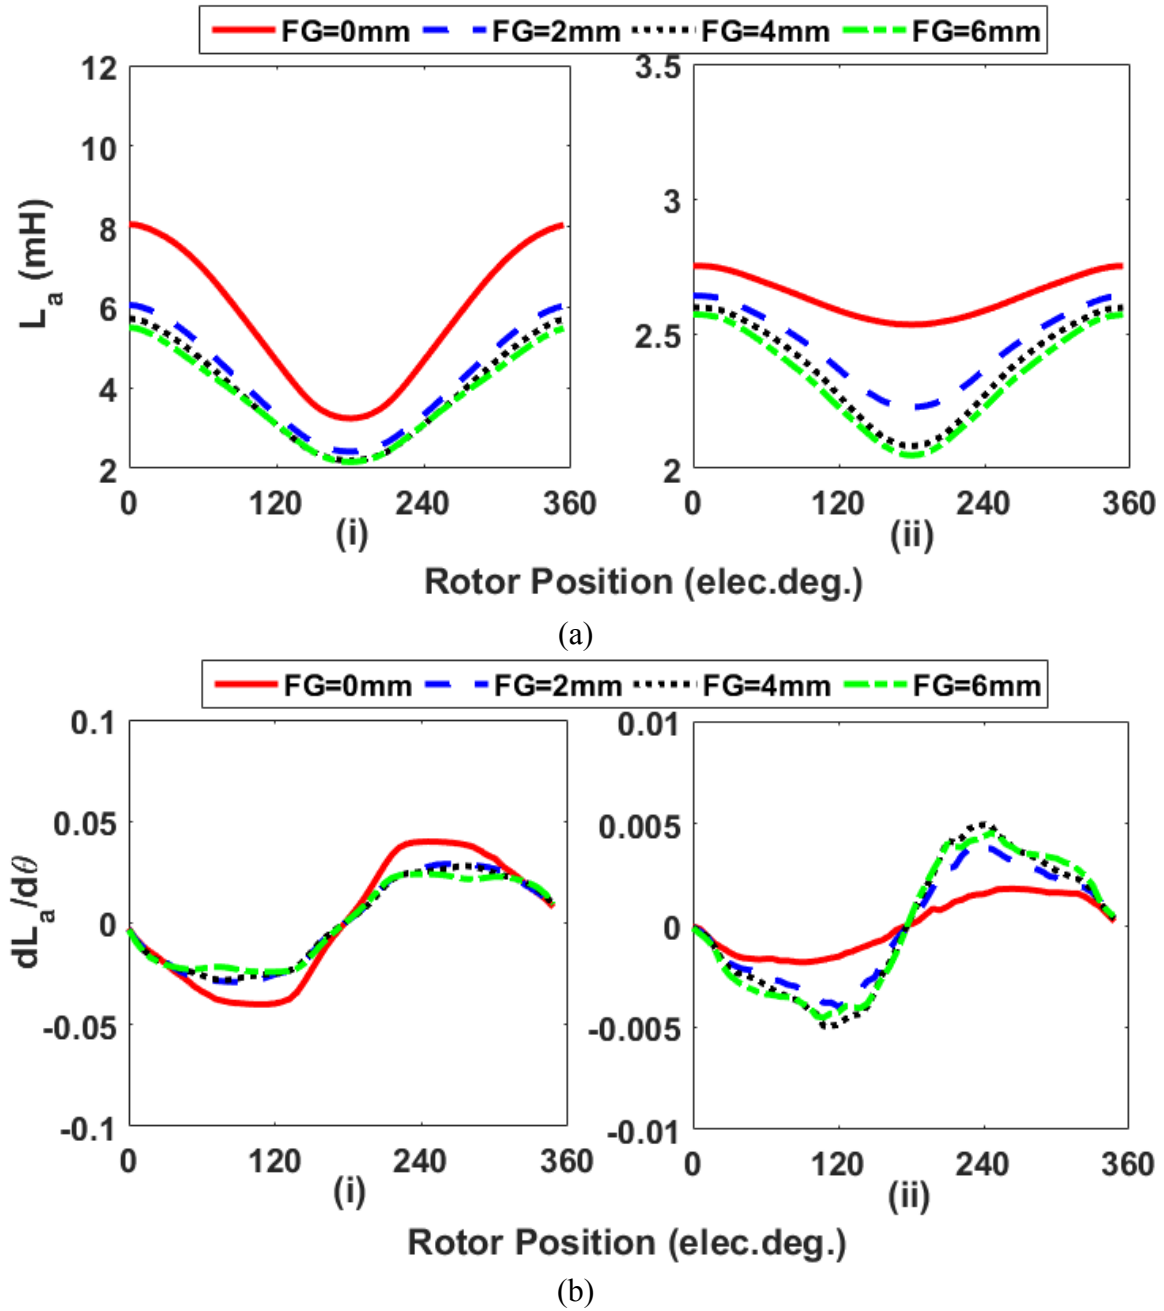 (a)
FG=0mm FG=2mm FG=4mm FG=6mm
12
10
8
6
4
2
La (mH)
0 120 240 360
(i)
3.5
3
2.5
2
0 120 240 360
(ii)
Rotor Position (elec.deg.)
(a)
FG=0mm FG=2mm FG=4mm FG=6mm
0.1
0.05
0
-0.05
-0.1
dLa/dθ
0 120 240 360
(i)
0.01
0.005
0
-0.005
-0.01
0 120 240 360
(ii)
Rotor Position (elec.deg.)
(b)